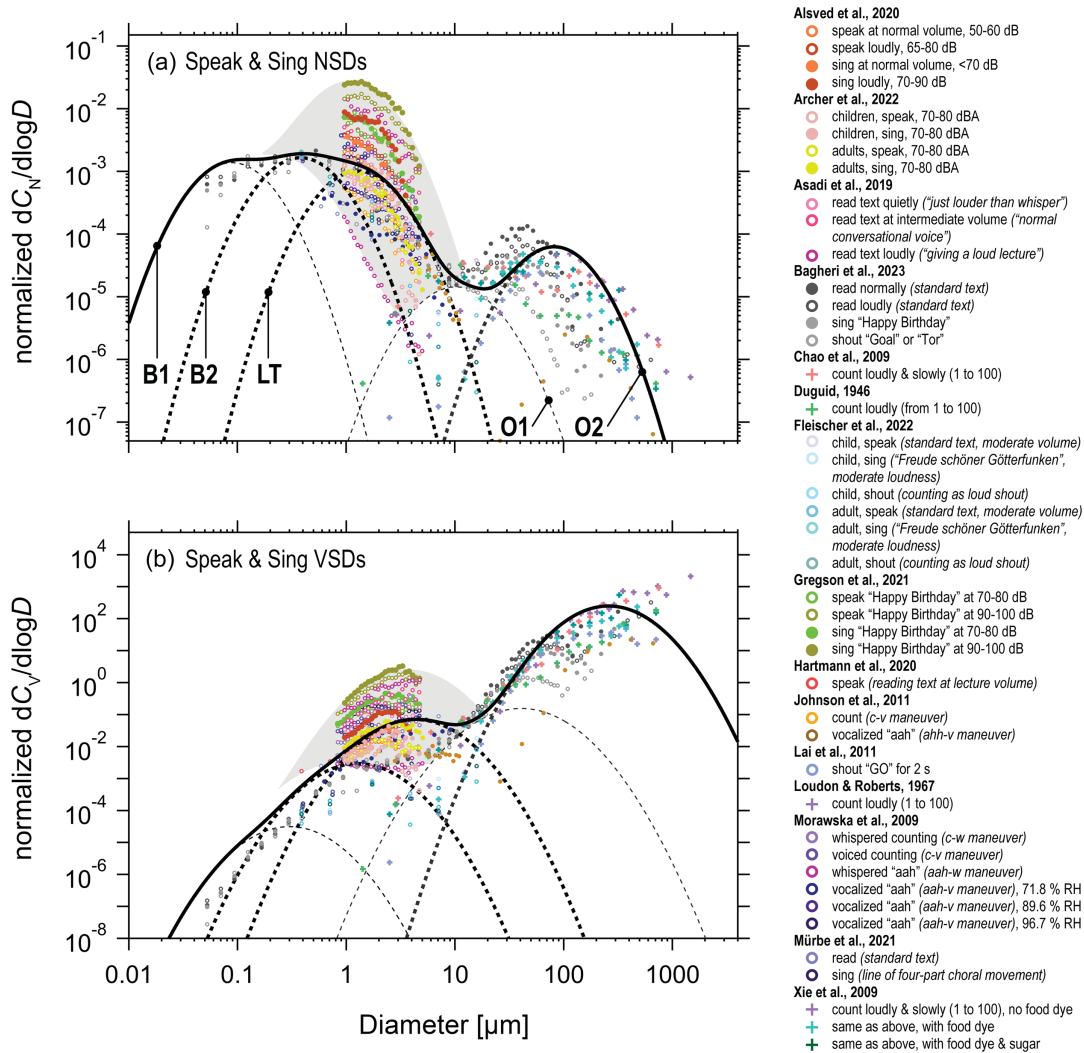 (a) Speak & Sing NSDs
normalized dC_N/dlogD
10^-1
10^-2
10^-3
10^-4
10^-5
10^-6
10^-7
B1
B2
LT
O1
O2
(b) Speak & Sing VSDs
normalized dC_V/dlogD
10^4
10^2
10^0
10^-2
10^-4
10^-6
10^-8
0.01
0.1
1
10
100
1000
Diameter [µm]
Alsved et al., 2020
speak at normal volume, 50-60 dB
speak loudly, 65-80 dB
sing at normal volume, <70 dB
sing loudly, 70-90 dB
Archer et al., 2022
children, speak, 70-80 dBA
children, sing, 70-80 dBA
adults, speak, 70-80 dBA
adults, sing, 70-80 dBA
Asadi et al., 2019
read text quietly ("just louder than whisper")
read text at intermediate volume ("normal
conversational voice")
read text loudly ("giving a loud lecture")
Bagheri et al., 2023
read normally (standard text)
read loudly (standard text)
sing "Happy Birthday"
shout "Goal" or "Tor"
Chao et al., 2009
count loudly & slowly (1 to 100)
Duguid, 1946
count loudly (from 1 to 100)
Fleischer et al., 2022
child, speak (standard text, moderate volume)
child, sing ("Freude schöner Götterfunken",
moderate loudness)
child, shout (counting as loud shout)
adult, speak (standard text, moderate volume)
adult, sing ("Freude schöner Götterfunken",
moderate loudness)
adult, shout (counting as loud shout)
Gregson et al., 2021
speak "Happy Birthday" at 70-80 dB
speak "Happy Birthday" at 90-100 dB
sing "Happy Birthday" at 70-80 dB
sing "Happy Birthday" at 90-100 dB
Hartmann et al., 2020
speak (reading text at lecture volume)
Johnson et al., 2011
count (c-v maneuver)
vocalized "aah" (ahh-v maneuver)
Lai et al., 2011
shout "GO" for 2 s
Loudon & Roberts, 1967
count loudly (1 to 100)
Morawska et al., 2009
whispered counting (c-w maneuver)
voiced counting (c-v maneuver)
whispered "aah" (aah-w maneuver)
vocalized "aah" (aah-v maneuver), 71.8 % RH
vocalized "aah" (aah-v maneuver), 89.6 % RH
vocalized "aah" (aah-v maneuver), 96.7 % RH
Mürbe et al., 2021
read (standard text)
sing (line of four-part choral movement)
Xie et al., 2009
count loudly & slowly (1 to 100), no food dye
same as above, with food dye
same as above, with food dye & sugar